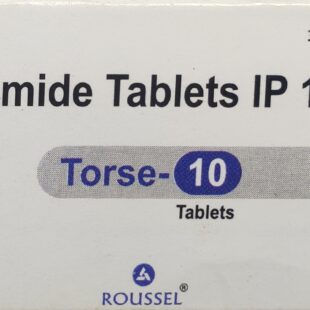 mide Tablets IP 1
Torse-10
Tablets
ROUSSEL®